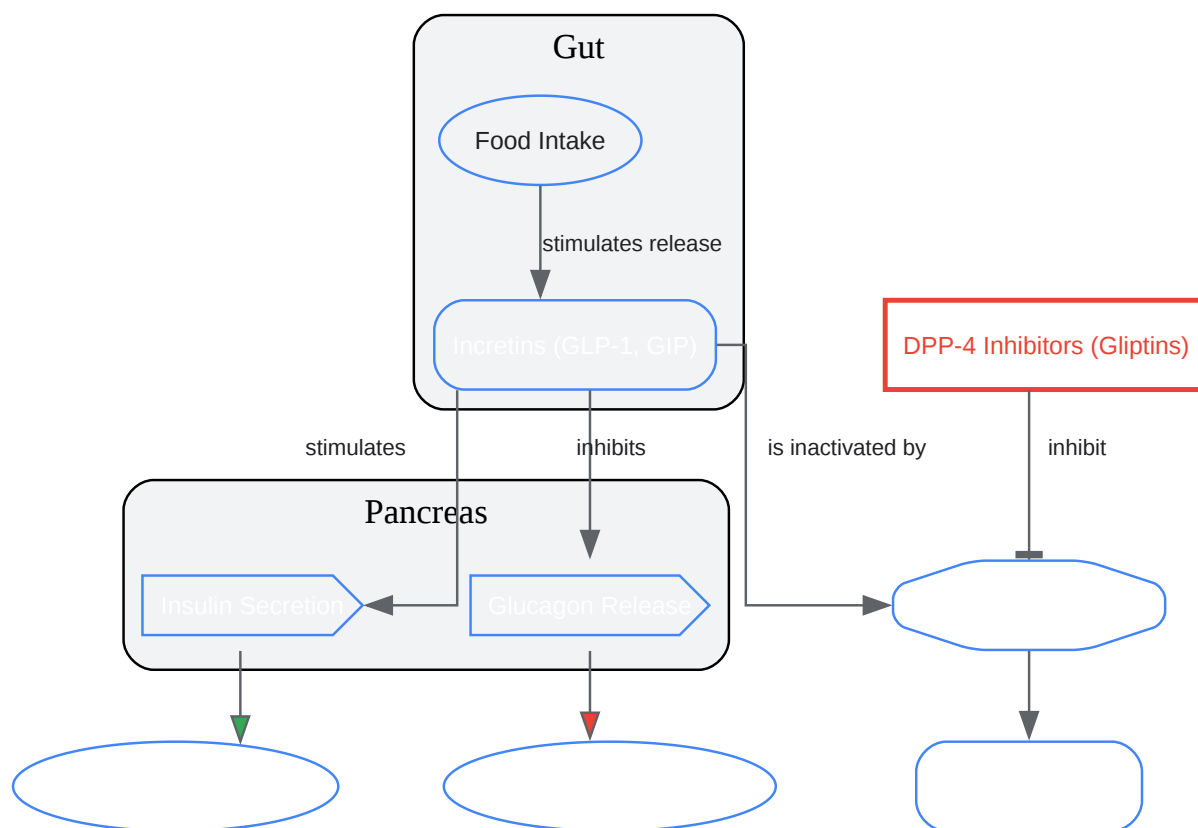 Gut
Food Intake
stimulates release
Incretins (GLP-1, GIP)
DPP-4 Inhibitors (Gliptins)
stimulates
inhibits
is inactivated by
inhibit
Pancreas
Insulin Secretion
Glucagon Release